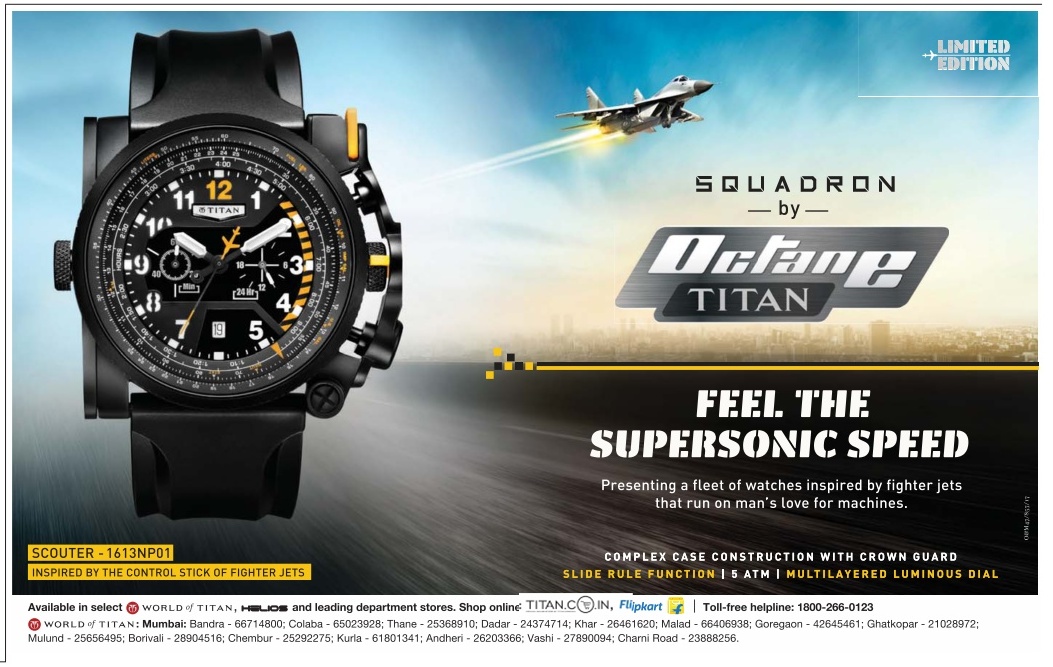 LIMITED
EDITION
SQUADRON
by
Octane
TITAN
FEEL THE
SUPERSONIC SPEED
Presenting a fleet of watches inspired by fighter jets
that run on man's love for machines.
COMPLEX CASE CONSTRUCTION WITH CROWN GUARD
SLIDE RULE FUNCTION | 5 ATM | MULTILAYERED LUMINOUS DIAL
TITAN
12
1
2
3
4
5
7
8
9
10
11
18
12
24 Hr
Min
19
HOURS
SCOUTER - 1613NP01
INSPIRED BY THE CONTROL STICK OF FIGHTER JETS
Available in select WORLD of TITAN, HELIOS and leading department stores. Shop online: TITAN.CO.IN, Flipkart | Toll-free helpline: 1800-266-0123
WORLD of TITAN: Mumbai: Bandra - 66714800; Colaba - 65023928; Thane - 25368910; Dadar - 24374714; Khar - 26461620; Malad - 66406938; Goregaon - 42645461; Ghatkopar - 21028972;
Mulund - 25656495; Borivali - 28904516; Chembur - 25292275; Kurla - 61801341; Andheri - 26203366; Vashi - 27890094; Charni Road - 23888256.